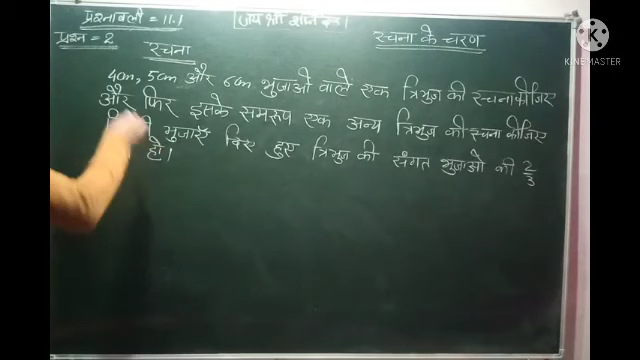 प्रश्नावली = 11.1
जय श्री
रचना के चरण
प्रश्न = 2
रचना
4cm, 5cm और 6cm भुजाओ वाले एक त्रिभुज की रचना कीजिए
और फिर इसके समरूप एक अन्य त्रिभुज की रचना कीजिए
भुजाएँ दिए हुए त्रिभुज की संगत भुजाओ की 2/3
हो।
KINEMASTER